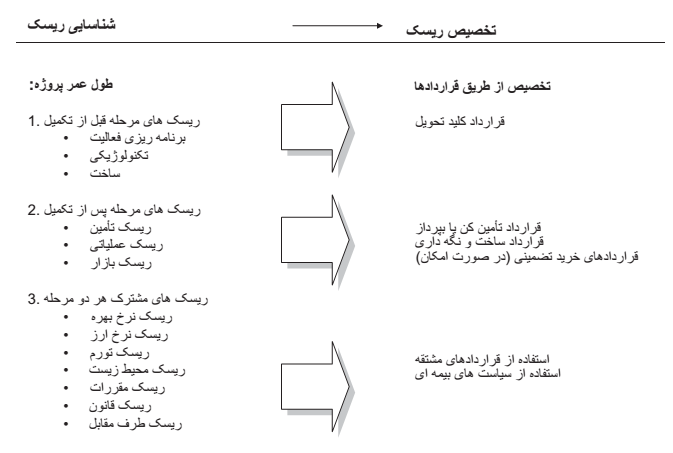 شناسایی ریسک
تخصیص ریسک
طول عمر پروژه:
تخصیص از طریق قراردادها
1. ریسک های مرحله قبل از تکمیل
• برنامه ریزی فعالیت
• تکنولوژیکی
• ساخت
قرارداد کلید تحویل
2. ریسک های مرحله پس از تکمیل
• ریسک تأمین
• ریسک عملیاتی
• ریسک بازار
قرارداد تأمین کن یا بپرداز
قرارداد ساخت و نگه داری
قراردادهای خرید تضمینی (در صورت امکان)
3. ریسک های مشترک هر دو مرحله
• ریسک نرخ بهره
• ریسک نرخ ارز
• ریسک تورم
• ریسک محیط زیست
• ریسک مقررات
• ریسک قانون
• ریسک طرف مقابل
استفاده از قراردادهای مشتقه
استفاده از سیاست های بیمه ای